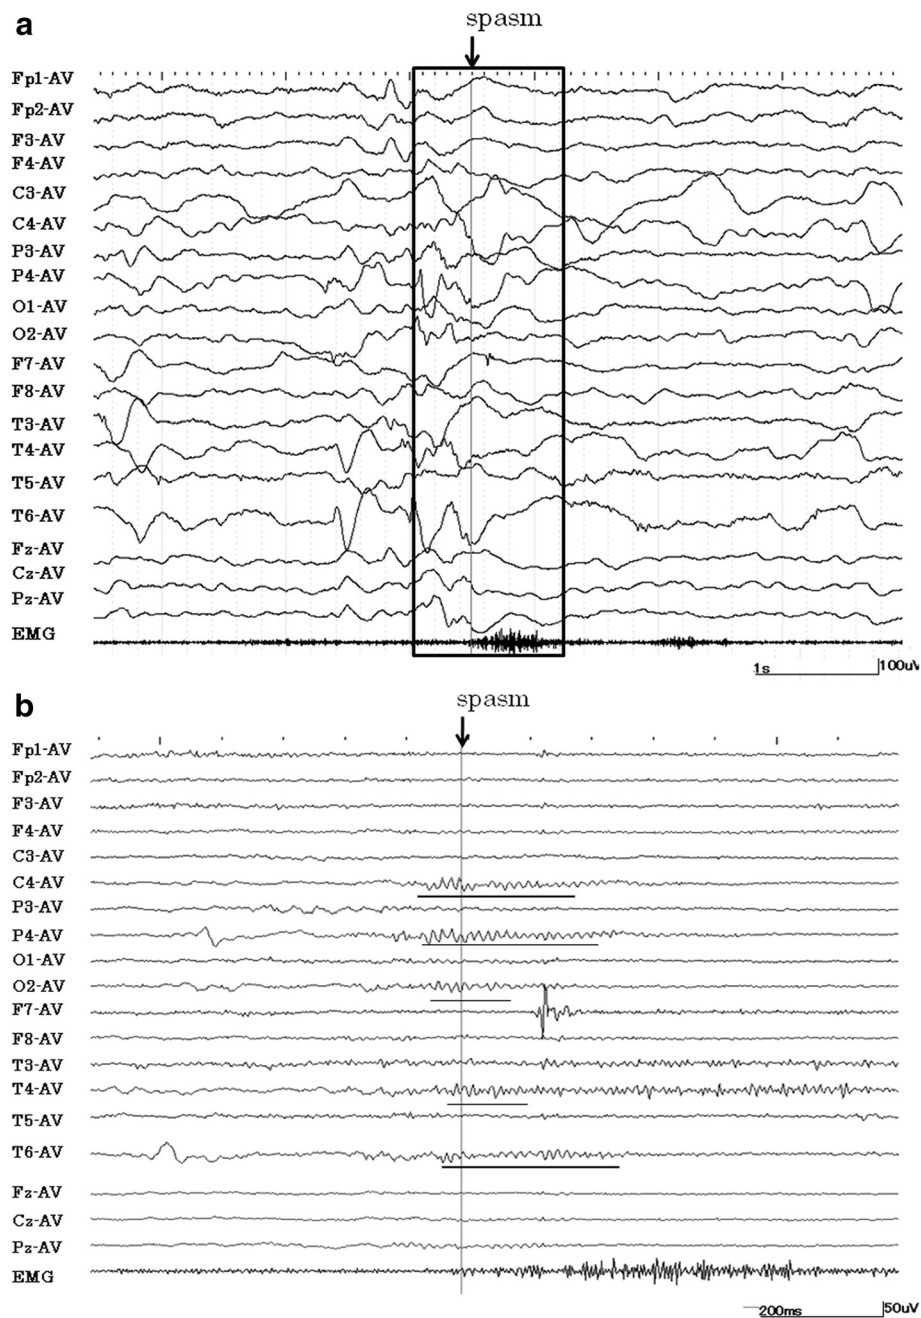 a
spasm
Fp1-AV
Fp2-AV
F3-AV
F4-AV
C3-AV
C4-AV
P3-AV
P4-AV
O1-AV
O2-AV
F7-AV
F8-AV
T3-AV
T4-AV
T5-AV
T6-AV
Fz-AV
Cz-AV
Pz-AV
EMG
1s 100uV
b
spasm
Fp1-AV
Fp2-AV
F3-AV
F4-AV
C3-AV
C4-AV
P3-AV
P4-AV
O1-AV
O2-AV
F7-AV
F8-AV
T3-AV
T4-AV
T5-AV
T6-AV
Fz-AV
Cz-AV
Pz-AV
EMG
200ms 50uV